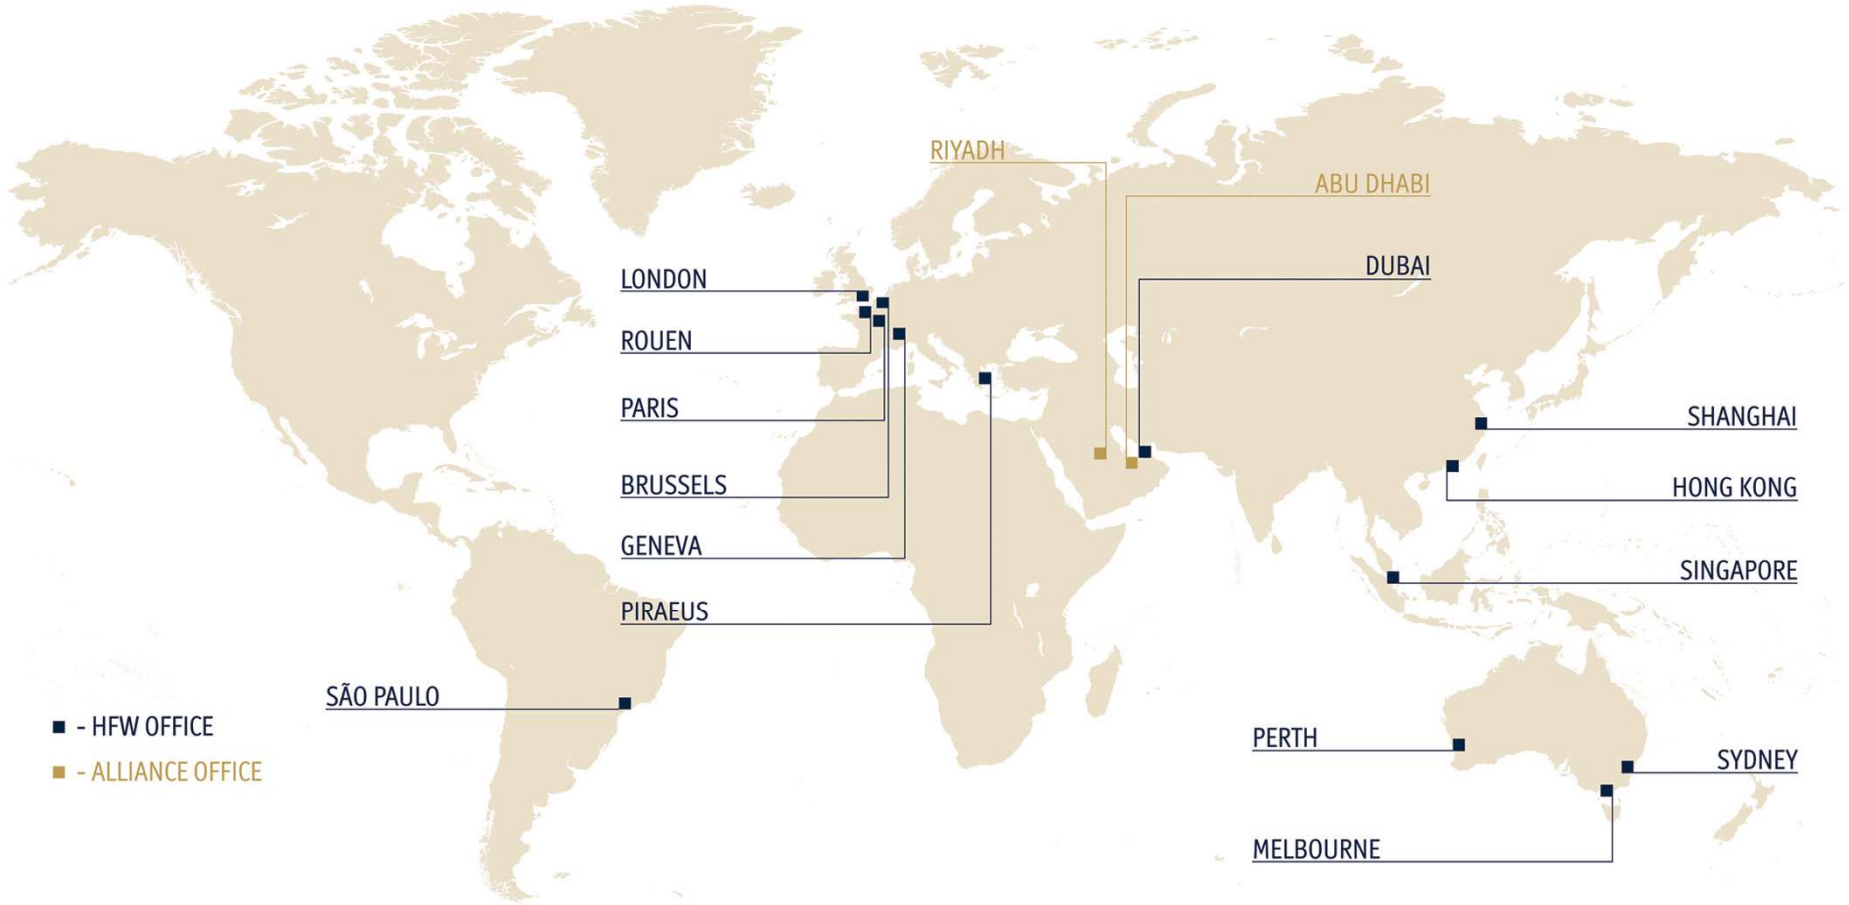 RIYADH
ABU DHABI
DUBAI
LONDON
ROUEN
PARIS
BRUSSELS
GENEVA
PIRAEUS
SHANGHAI
HONG KONG
SINGAPORE
SÃO PAULO
- HFW OFFICE
- ALLIANCE OFFICE
PERTH
SYDNEY
MELBOURNE